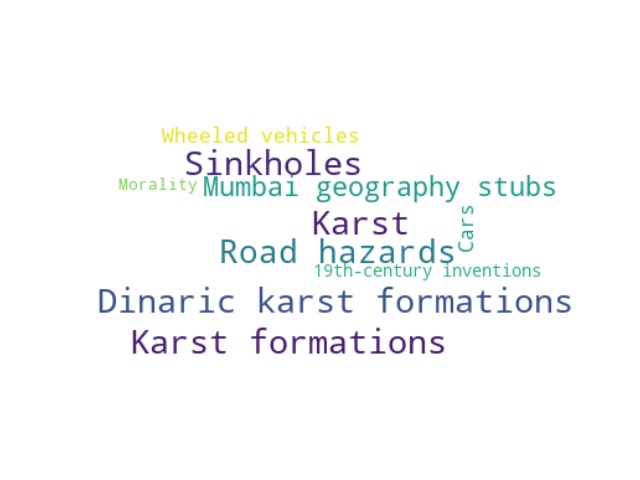 Wheeled vehicles
Sinkholes
Morality
Mumbai geography stubs
Karst
Cars
Road hazards
19th-century inventions
Dinaric karst formations
Karst formations